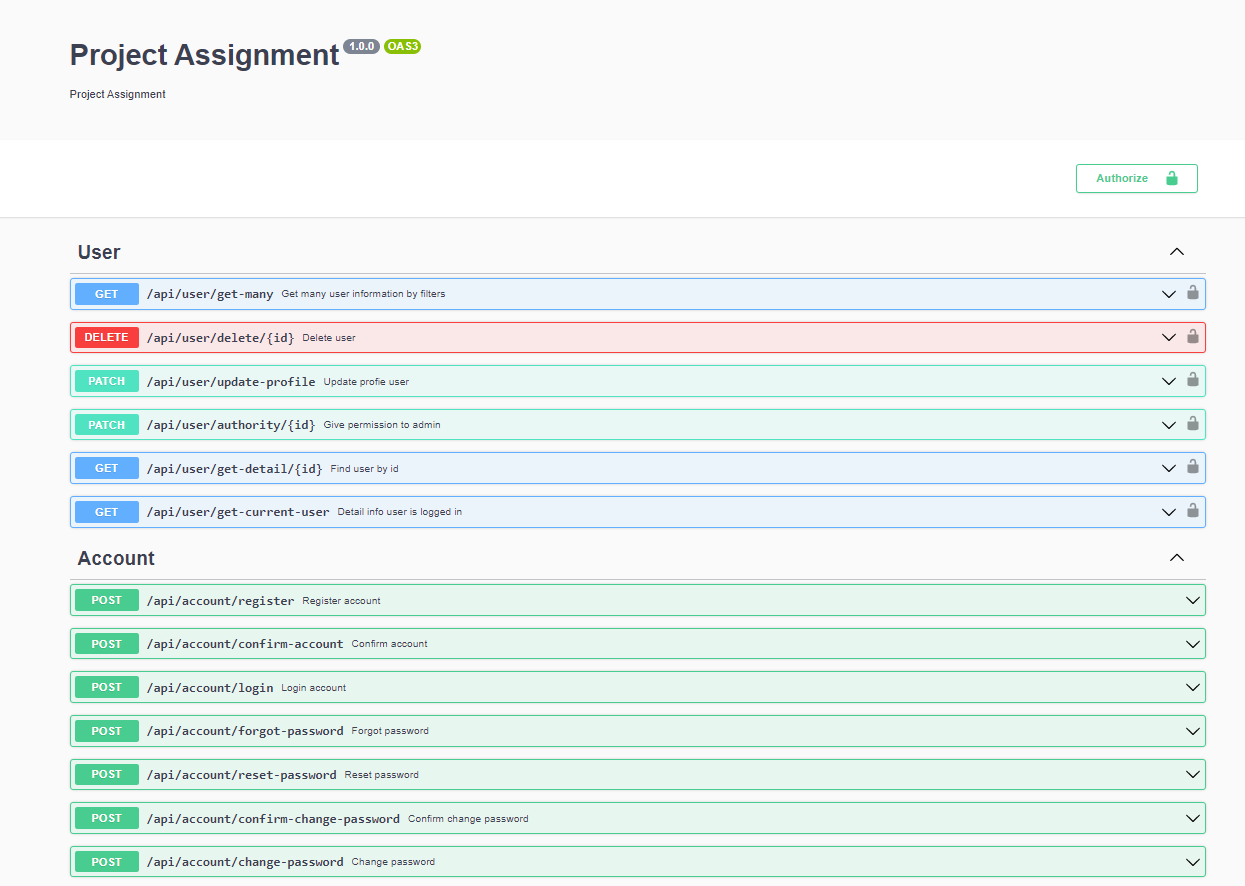 Project Assignment 1.0.0 OAS3
Project Assignment
Authorize
User
GET /api/user/get-many Get many user information by filters
DELETE /api/user/delete/{id} Delete user
PATCH /api/user/update-profile Update profie user
PATCH /api/user/authority/{id} Give permission to admin
GET /api/user/get-detail/{id} Find user by id
GET /api/user/get-current-user Detail info user is logged in
Account
POST /api/account/register Register account
POST /api/account/confirm-account Confirm account
POST /api/account/login Login account
POST /api/account/forgot-password Forgot password
POST /api/account/reset-password Reset password
POST /api/account/confirm-change-password Confirm change password
POST /api/account/change-password Change password